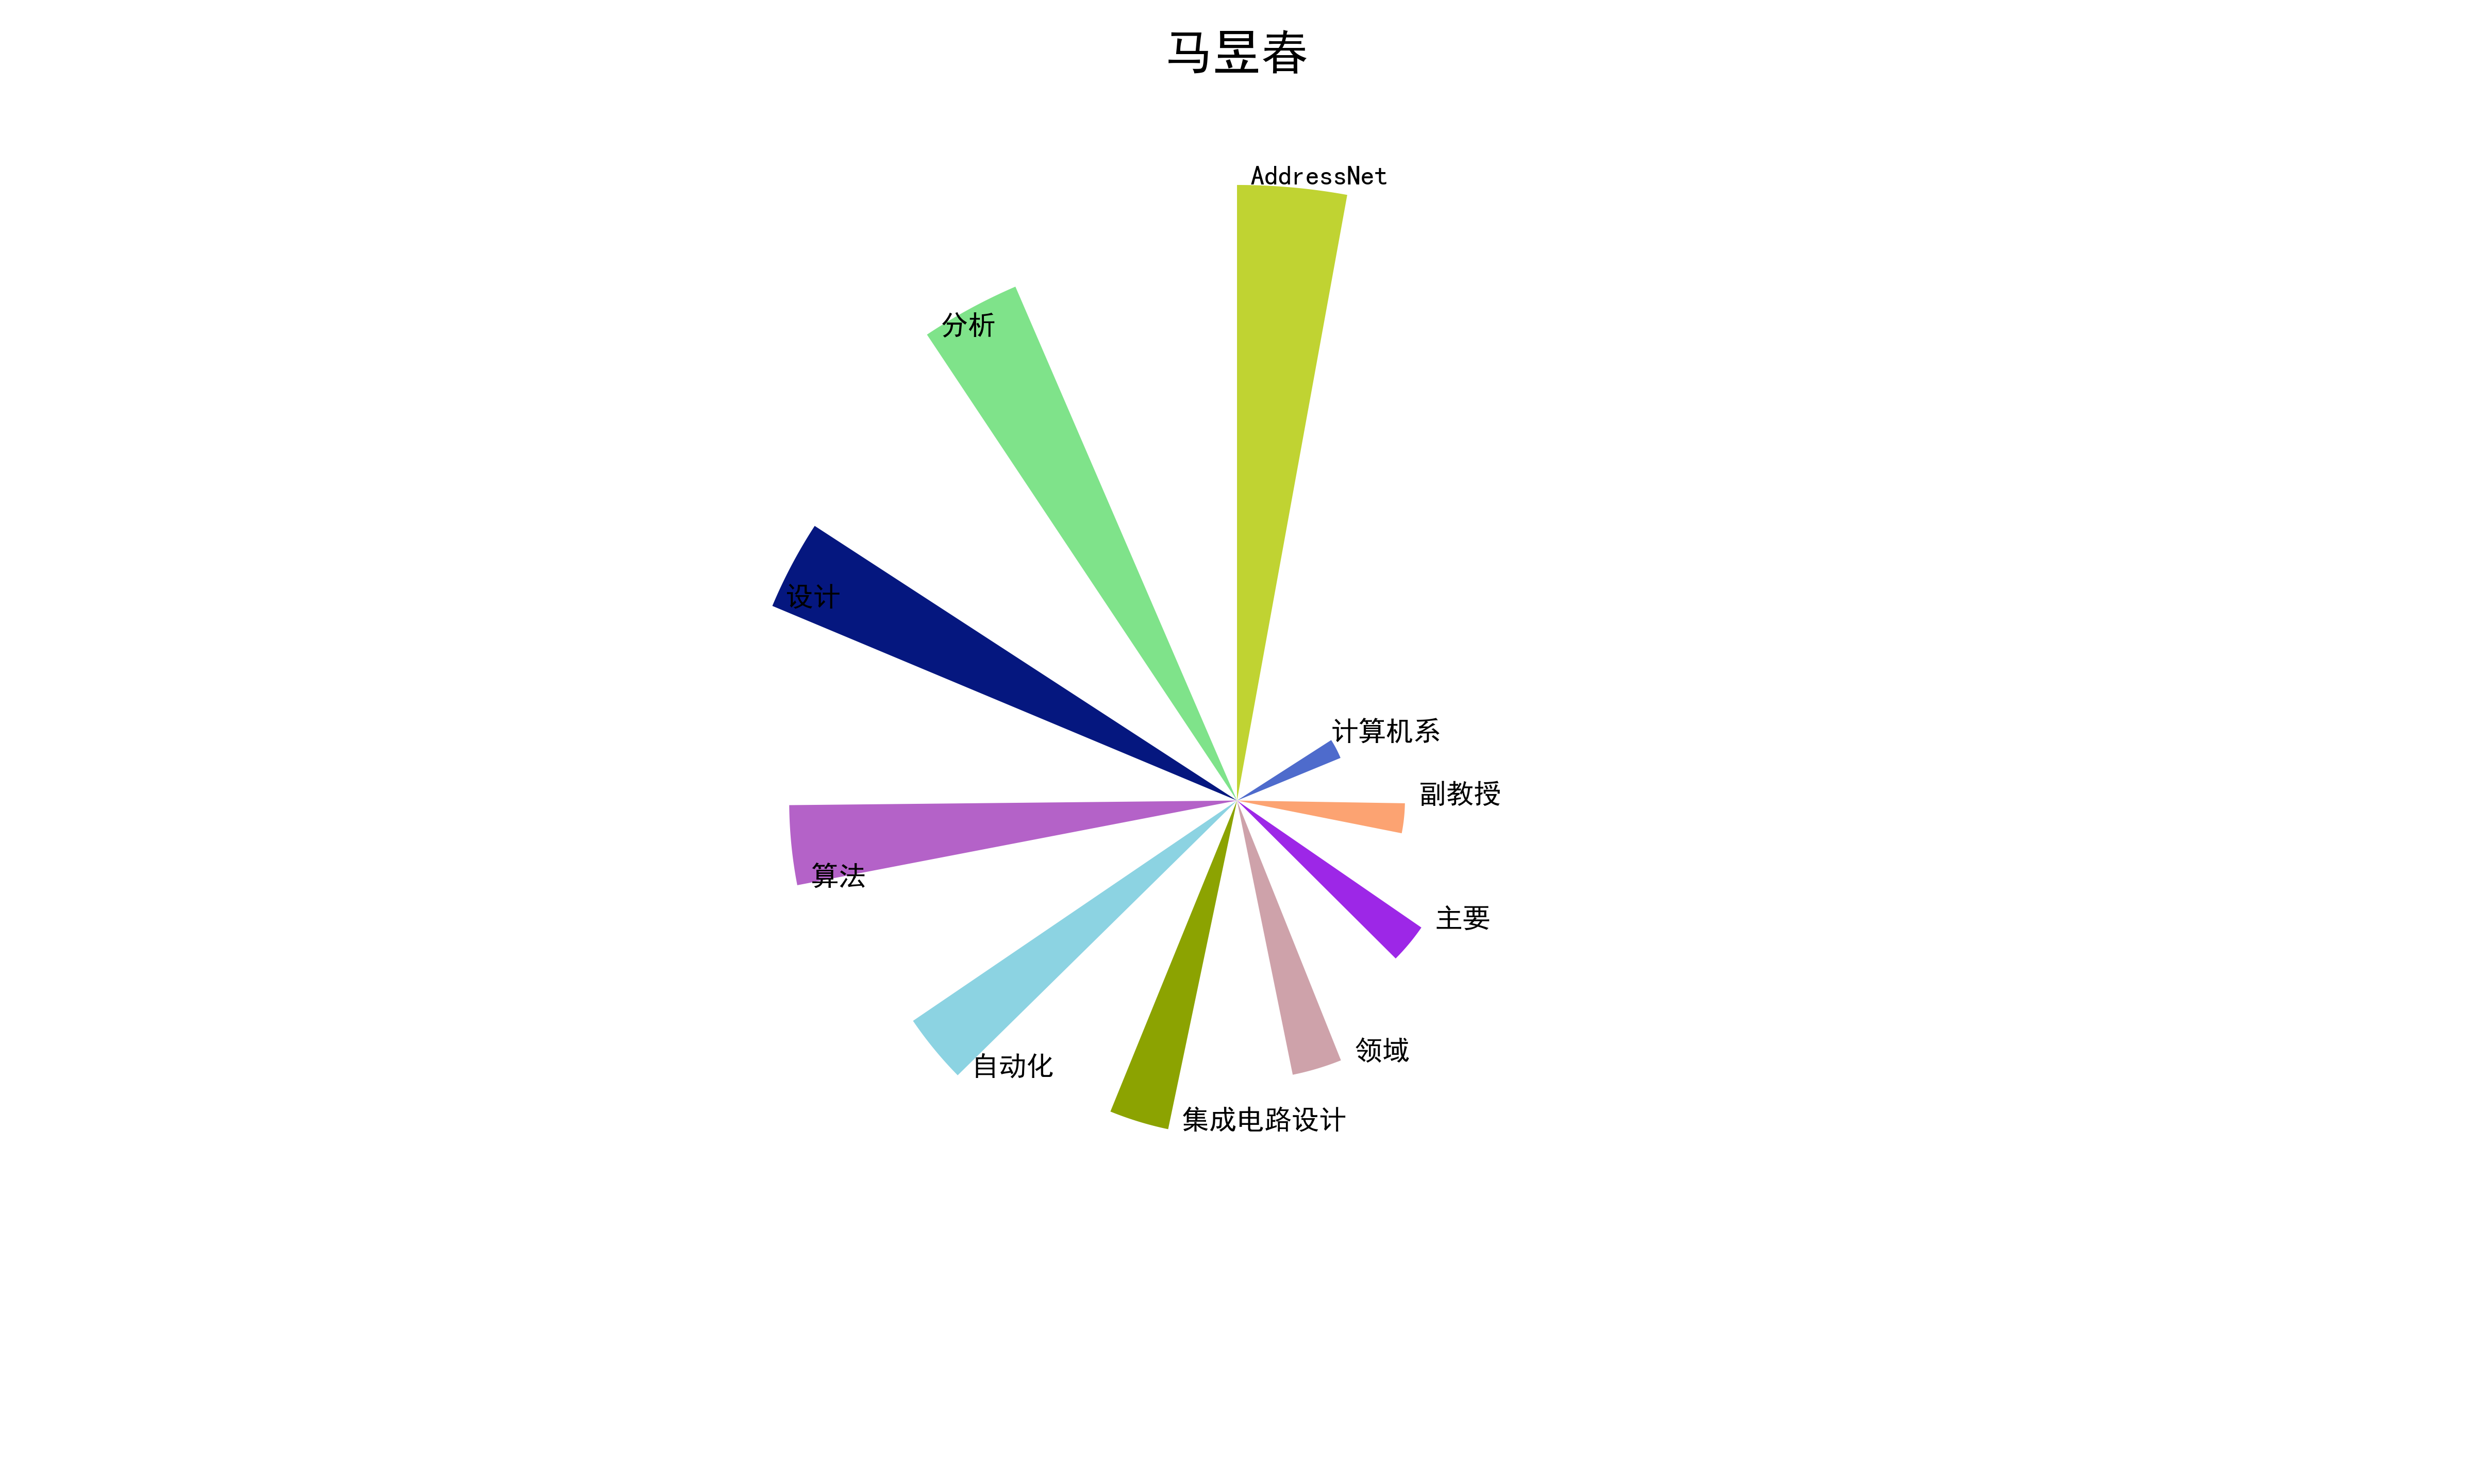 马昱春
AddressNet
分析
设计
计算机系
副教授
算法
主要
领域
自动化
集成电路设计